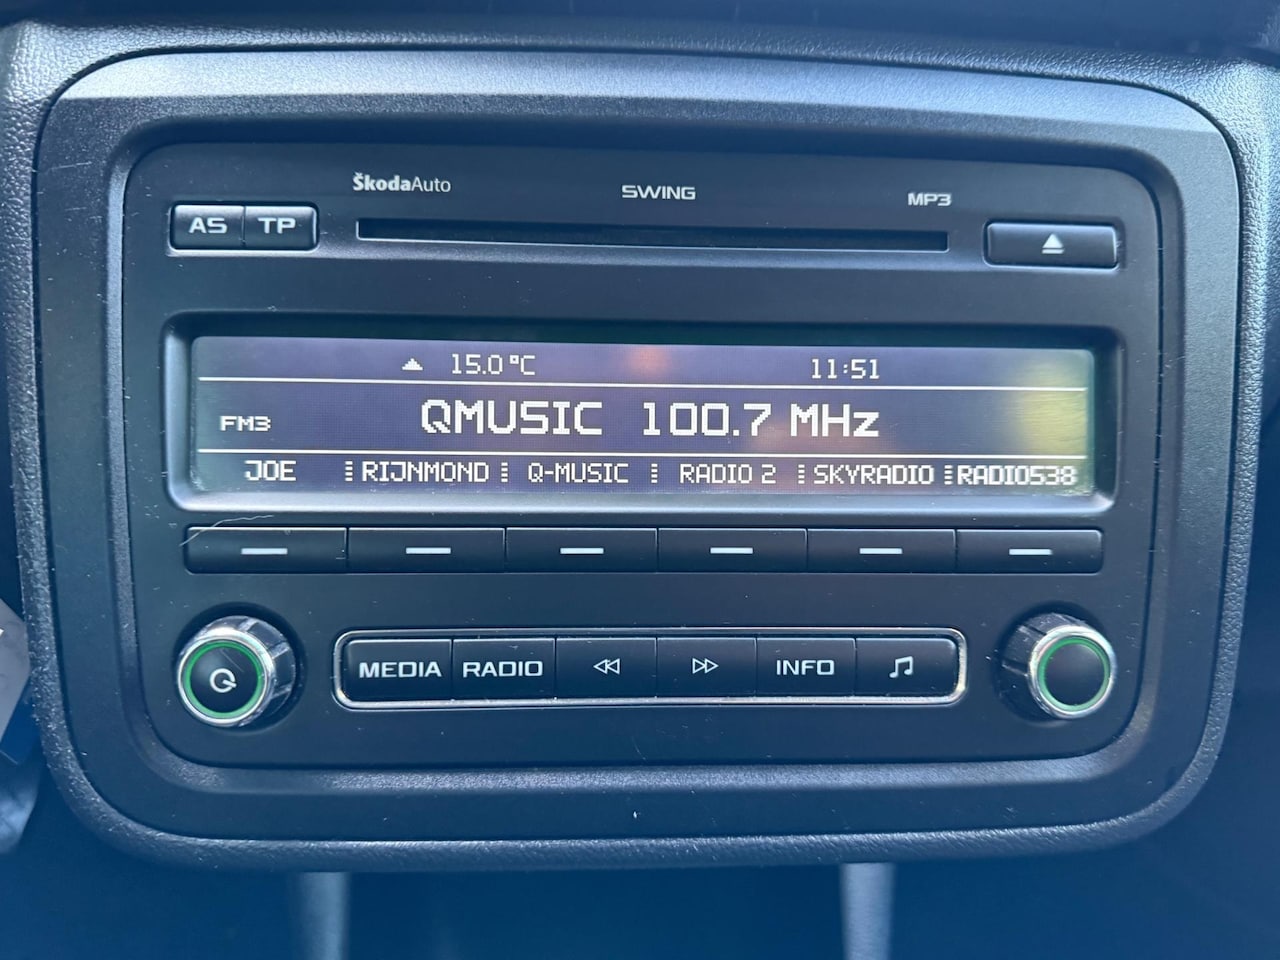 ŠkodaAuto SWING MP3
AS TP
15.0°C 11:51
FM3 QMUSIC 100.7 MHz
JOE RIJNMOND Q-MUSIC RADIO 2 SKYRADIO RADIO538
MEDIA RADIO INFO